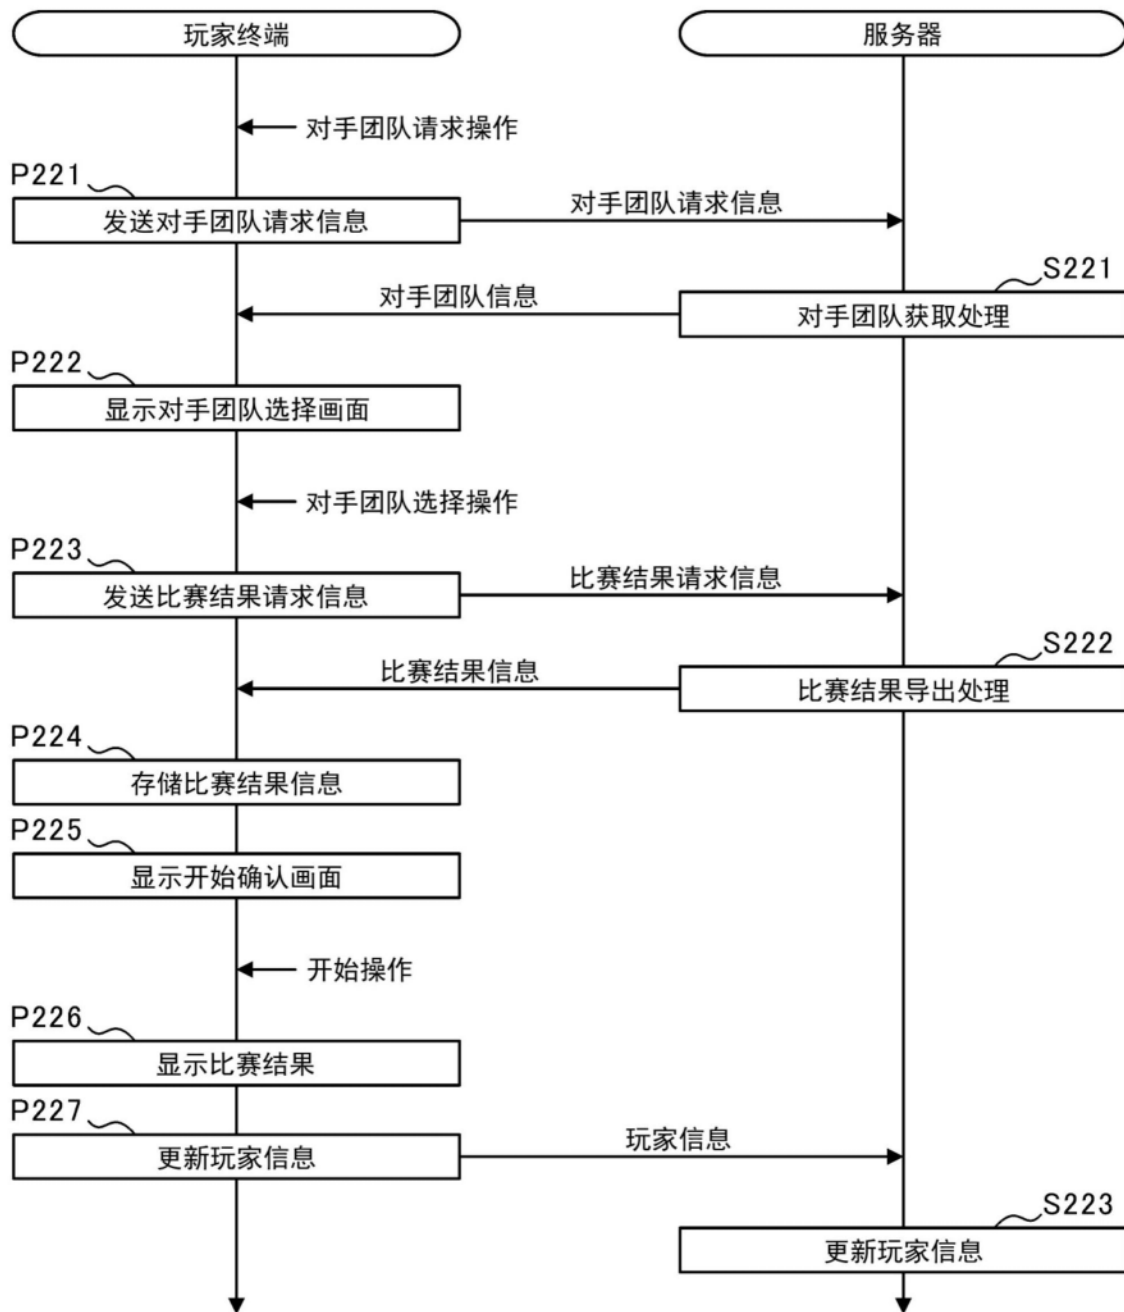 玩家终端
服务器
对手团队请求操作
P221
发送对手团队请求信息
对手团队请求信息
S221
对手团队信息
对手团队获取处理
P222
显示对手团队选择画面
对手团队选择操作
P223
发送比赛结果请求信息
比赛结果请求信息
S222
比赛结果信息
比赛结果导出处理
P224
存储比赛结果信息
P225
显示开始确认画面
开始操作
P226
显示比赛结果
P227
更新玩家信息
玩家信息
S223
更新玩家信息